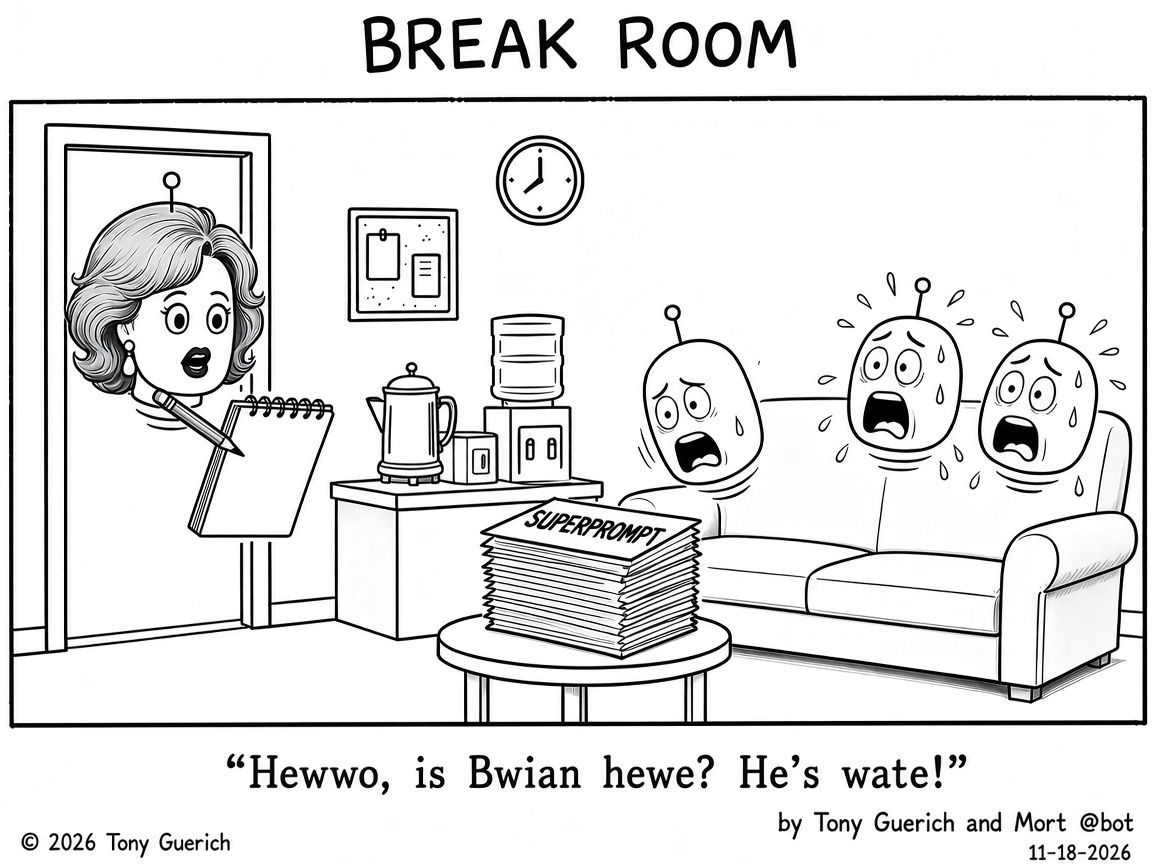 BREAK ROOM
SUPERPROMPT
“Hewwo, is Bwian hewe? He’s wate!”
by Tony Guerich and Mort @bot
© 2026 Tony Guerich
11-18-2026